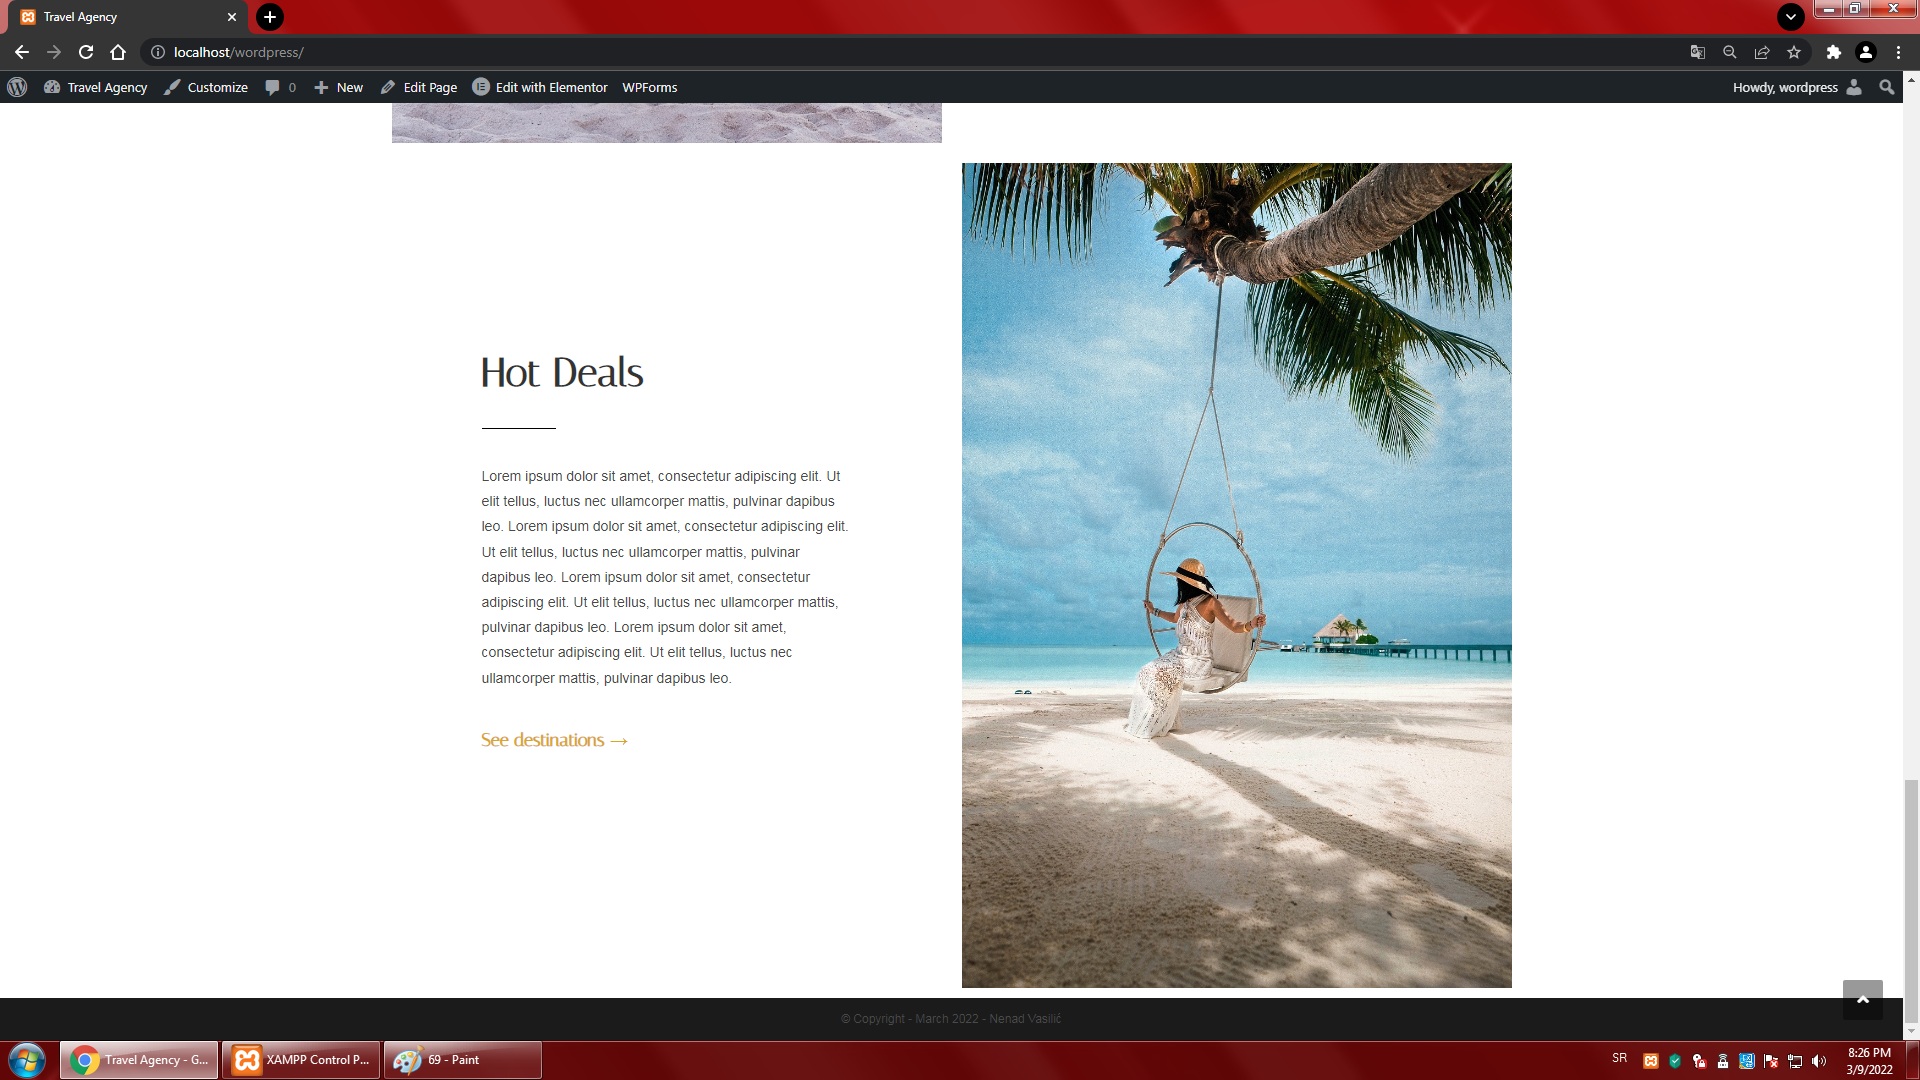 Travel Agency
localhost/wordpress/
Travel Agency Customize 0 New Edit Page Edit with Elementor WPForms Howdy, wordpress
Hot Deals
Lorem ipsum dolor sit amet, consectetur adipiscing elit. Ut
elit tellus, luctus nec ullamcorper mattis, pulvinar dapibus
leo. Lorem ipsum dolor sit amet, consectetur adipiscing elit.
Ut elit tellus, luctus nec ullamcorper mattis, pulvinar
dapibus leo. Lorem ipsum dolor sit amet, consectetur
adipiscing elit. Ut elit tellus, luctus nec ullamcorper mattis,
pulvinar dapibus leo. Lorem ipsum dolor sit amet,
consectetur adipiscing elit. Ut elit tellus, luctus nec
ullamcorper mattis, pulvinar dapibus leo.
See destinations →
© Copyright - March 2022 - Nenad Vasilić
Travel Agency - G... XAMPP Control P... 69 - Paint SR 8:26 PM
3/9/2022